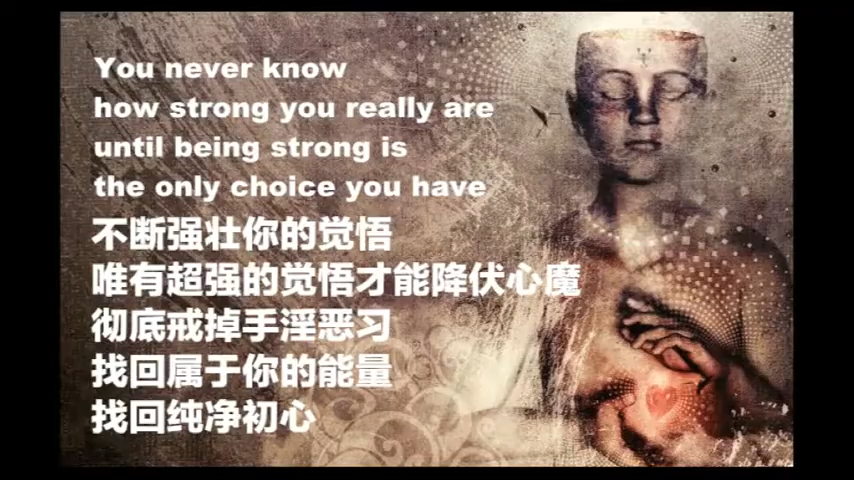 You never know
how strong you really are
until being strong is
the only choice you have
不断强壮你的觉悟
唯有超强的觉悟才能降伏心魔
彻底戒掉手淫恶习
找回属于你的能量
找回纯净初心